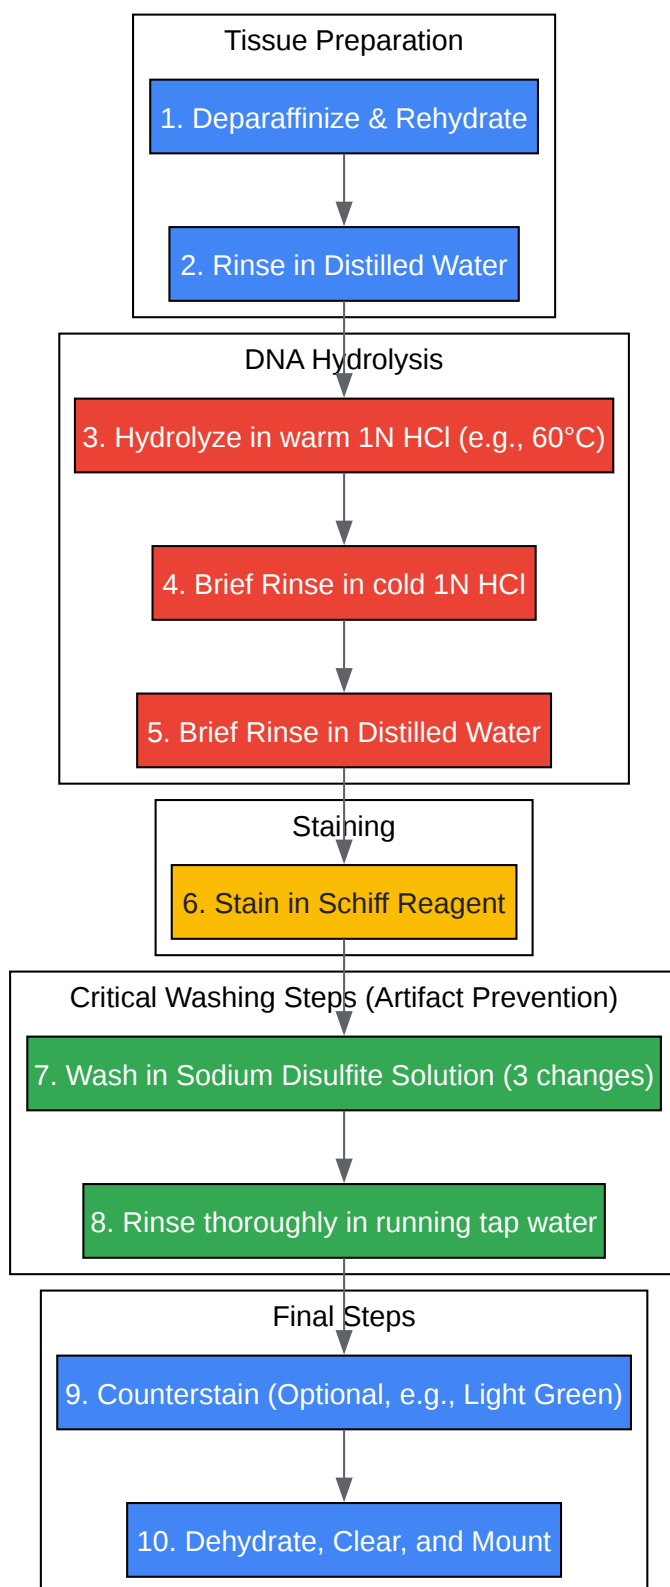 Tissue Preparation
1. Deparaffinize & Rehydrate
2. Rinse in Distilled Water
DNA Hydrolysis
3. Hydrolyze in warm 1N HCl (e.g., 60°C)
4. Brief Rinse in cold 1N HCl
5. Brief Rinse in Distilled Water
Staining
6. Stain in Schiff Reagent
Critical Washing Steps (Artifact Prevention)
7. Wash in Sodium Disulfite Solution (3 changes)
8. Rinse thoroughly in running tap water
Final Steps
9. Counterstain (Optional, e.g., Light Green)
10. Dehydrate, Clear, and Mount